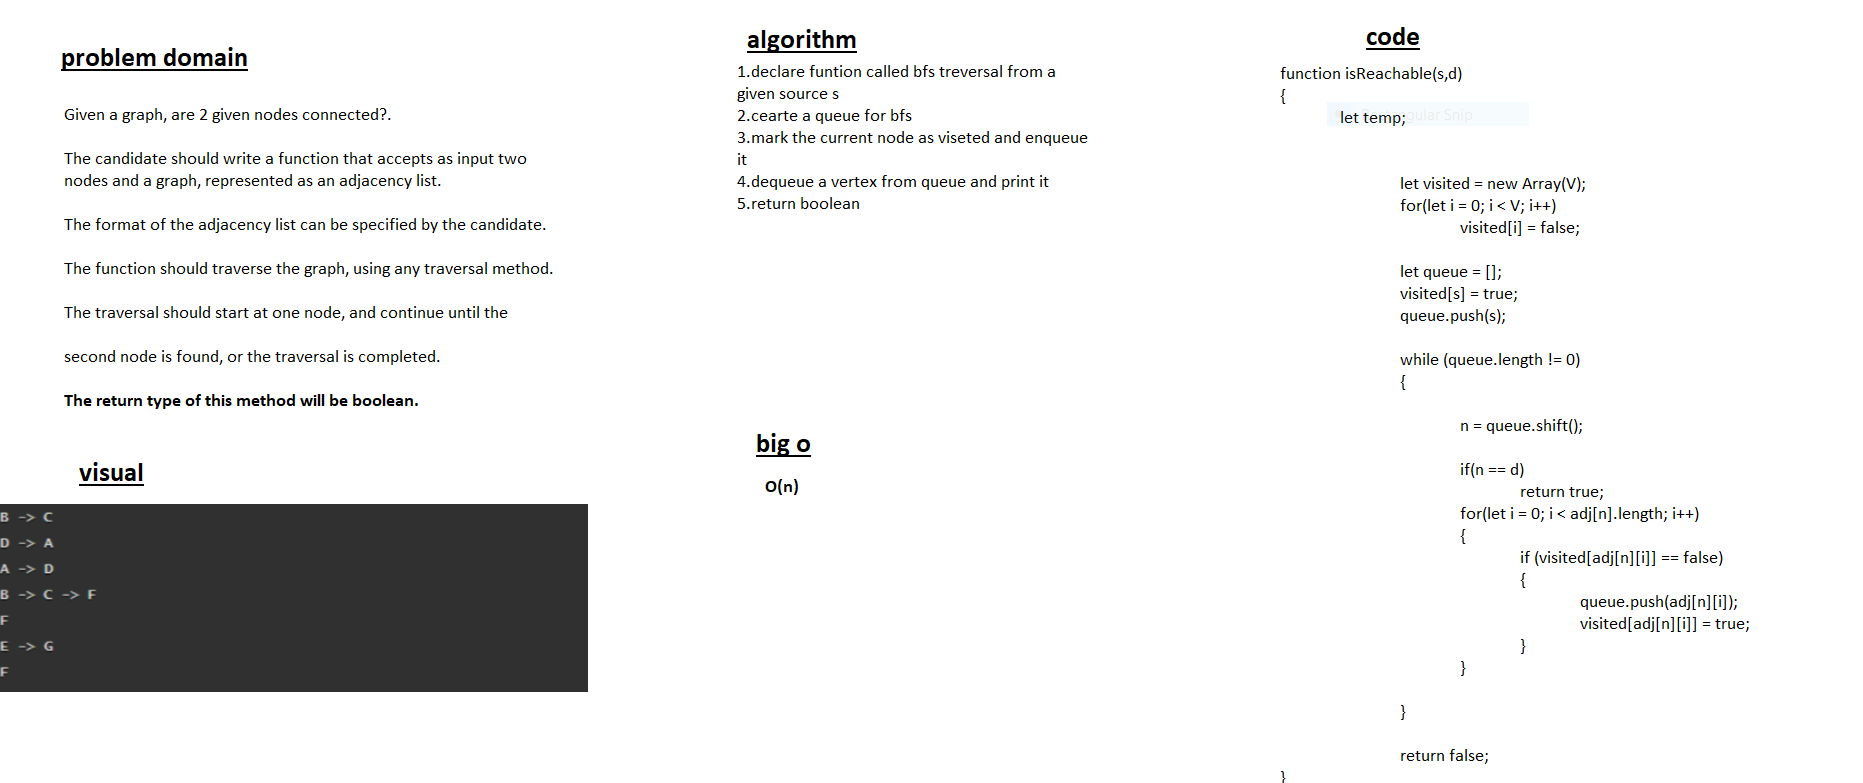 problem domain
Given a graph, are 2 given nodes connected?.
The candidate should write a function that accepts as input two
nodes and a graph, represented as an adjacency list.
The format of the adjacency list can be specified by the candidate.
The function should traverse the graph, using any traversal method.
The traversal should start at one node, and continue until the
second node is found, or the traversal is completed.
The return type of this method will be boolean.
visual
B -> C
D -> A
A -> D
B -> C -> F
F
E -> G
F
algorithm
1.declare funtion called bfs treversal from a
given source s
2.cearte a queue for bfs
3.mark the current node as viseted and enqueue
it
4.dequeue a vertex from queue and print it
5.return boolean
big o
O(n)
code
function isReachable(s,d)
{
let temp;ular Snip
let visited = new Array(V);
for(let i = 0; i < V; i++)
visited[i] = false;
let queue = [];
visited[s] = true;
queue.push(s);
while (queue.length != 0)
{
n = queue.shift();
if(n == d)
return true;
for(let i = 0; i < adj[n].length; i++)
{
if (visited[adj[n][i]] == false)
{
queue.push(adj[n][i]);
visited[adj[n][i]] = true;
}
}
}
return false;
}